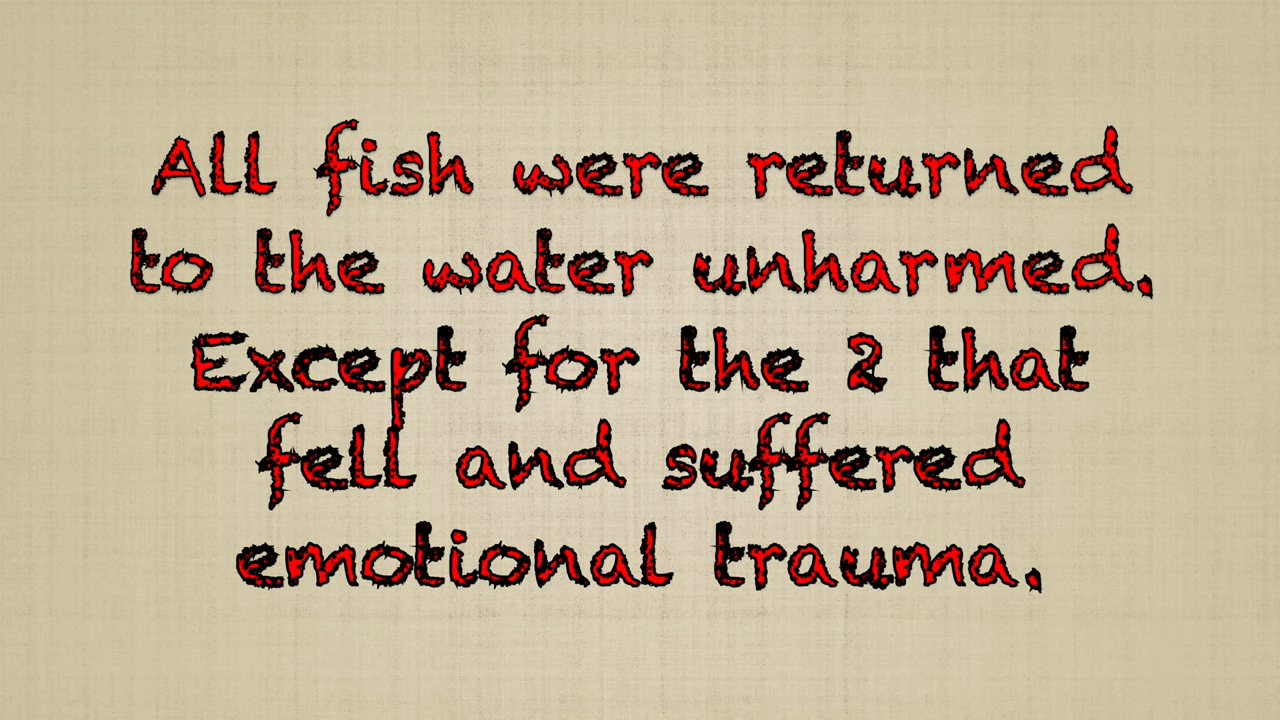 All fish were returned
to the water unharmed.
Except for the 2 that
fell and suffered
emotional trauma.